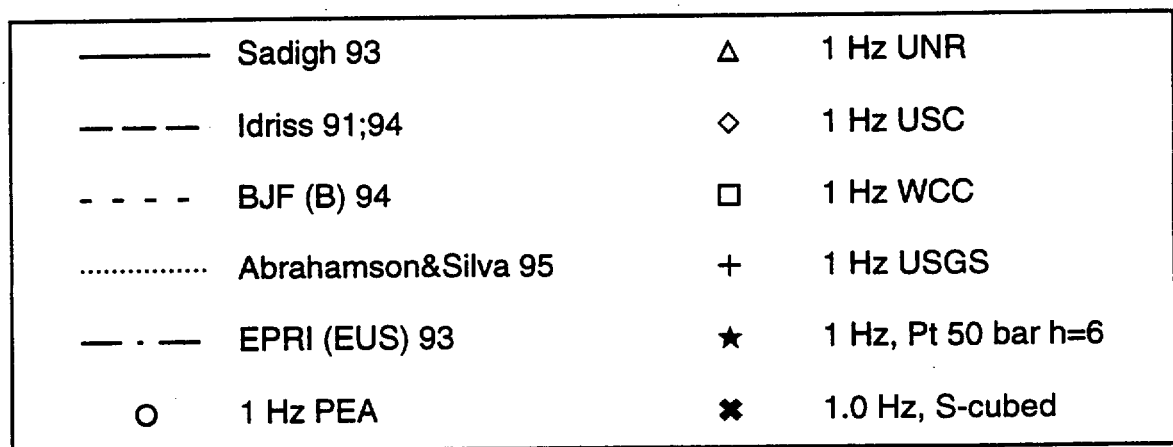 Sadigh 93
Idriss 91;94
BJF (B) 94
Abrahamson&Silva 95
EPRI (EUS) 93
1 Hz PEA
1 Hz UNR
1 Hz USC
1 Hz WCC
1 Hz USGS
1 Hz, Pt 50 bar h=6
1.0 Hz, S-cubed